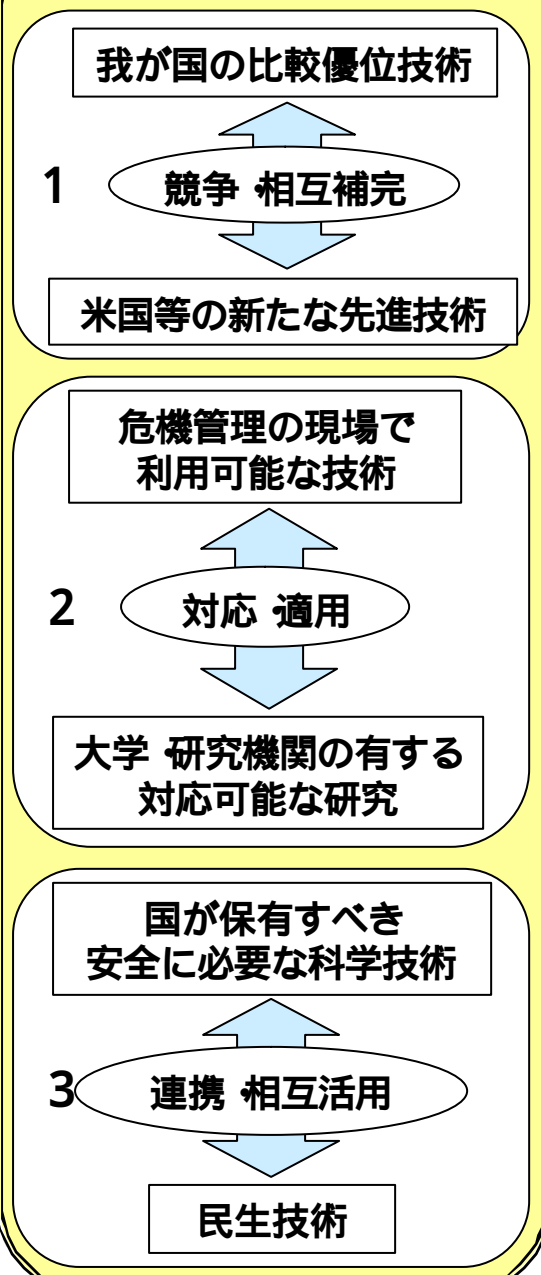 我が国の比較優位技術
1
競争・相互補完
米国等の新たな先進技術
危機管理の現場で
利用可能な技術
2
対応・適用
大学・研究機関の有する
対応可能な研究
国が保有すべき
安全に必要な科学技術
3
連携・相互活用
民生技術